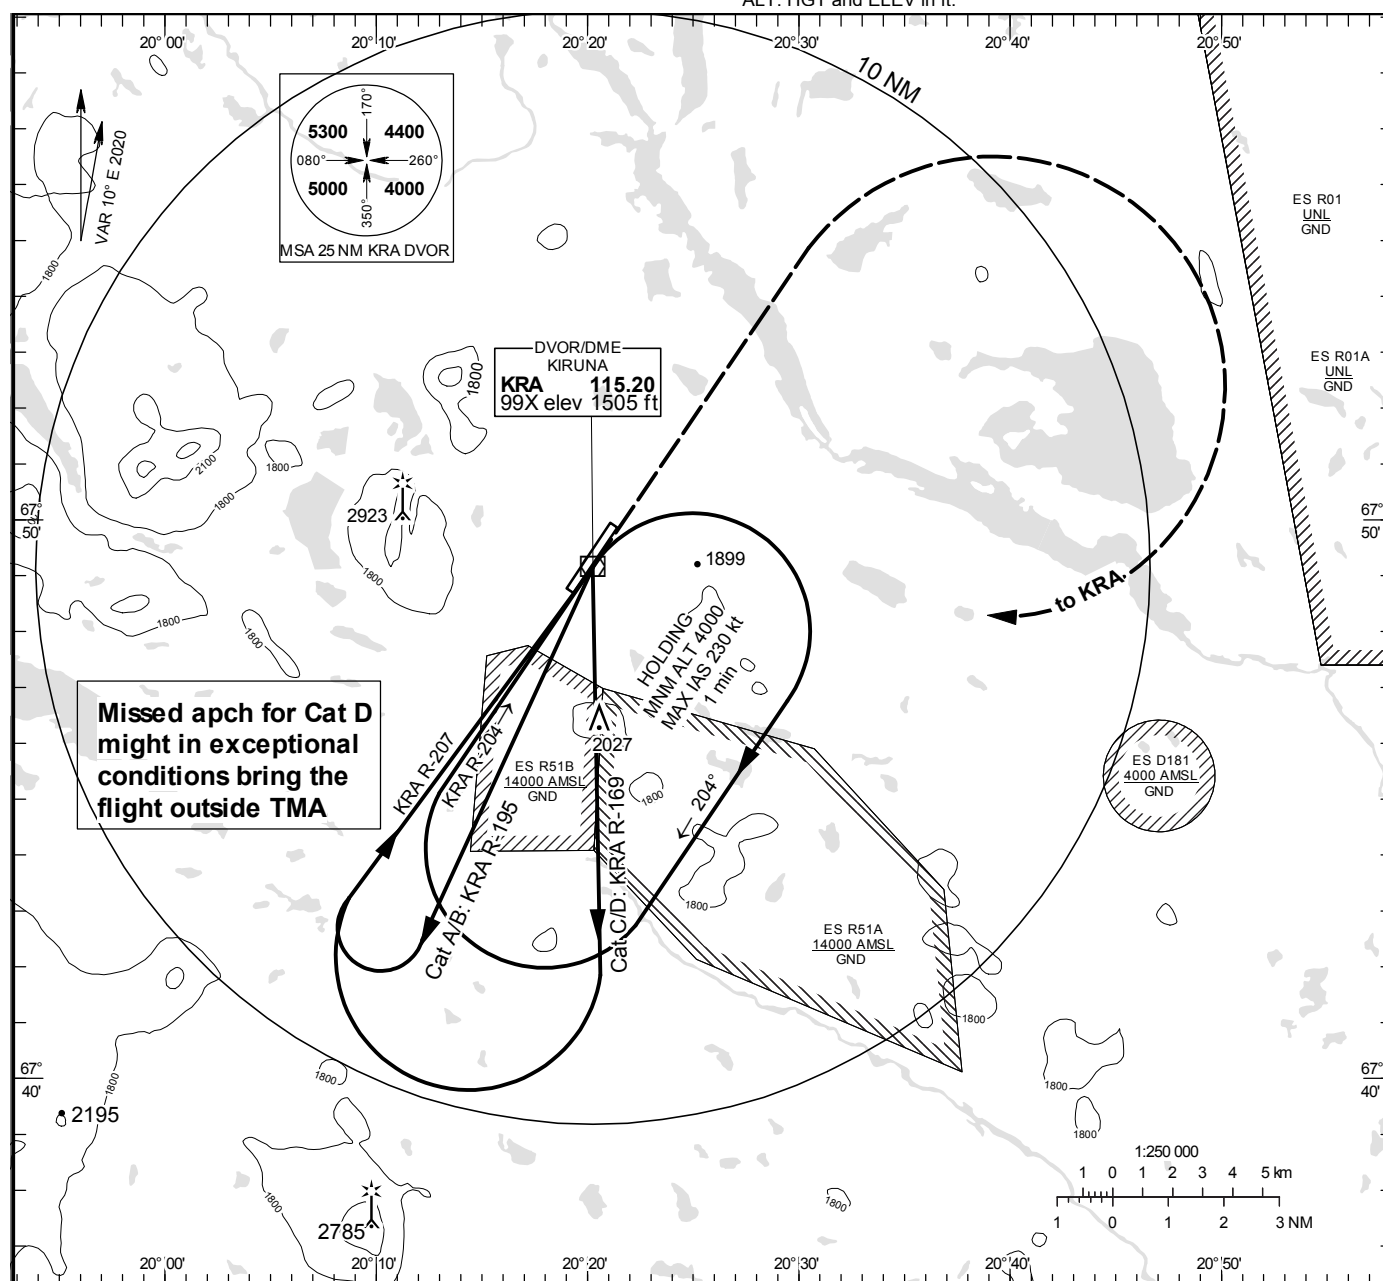 ALT. HGT and ELEV in ft.
20° 00'
20° 10'
20° 20'
20° 30'
20° 40'
20° 50'
10 NM
VAR 10° E 2020
170°
5300
4400
080°
260°
5000
4000
350°
MSA 25 NM KRA DVOR
ES R01
UNL
GND
ES R01A
UNL
GND
DVOR/DME
KIRUNA
KRA 115.20
99X elev 1505 ft
1800
1800
1800
2100
1800
1800
2923
1800
1800
1800
67°
50'
67°
50'
1899
to KRA
HOLDING
MNM ALT 4000
MAX IAS 230 kt
1 min
Missed apch for Cat D
might in exceptional
conditions bring the
flight outside TMA
KRA R-207
KRA R-204
ES R51B
14000 AMSL
GND
2027
1800
204°
ES D181
4000 AMSL
GND
Cat A/B: KRA R-195
Cat C/D: KRA R-169
1800
ES R51A
14000 AMSL
GND
1800
67°
40'
67°
40'
1800
1800
1800
2195
1800
1800
1800
2785
1:250 000
1 0 1 2 3 4 5 km
1 0 1 2 3 NM
20° 00'
20° 10'
20° 20'
20° 30'
20° 40'
20° 50'